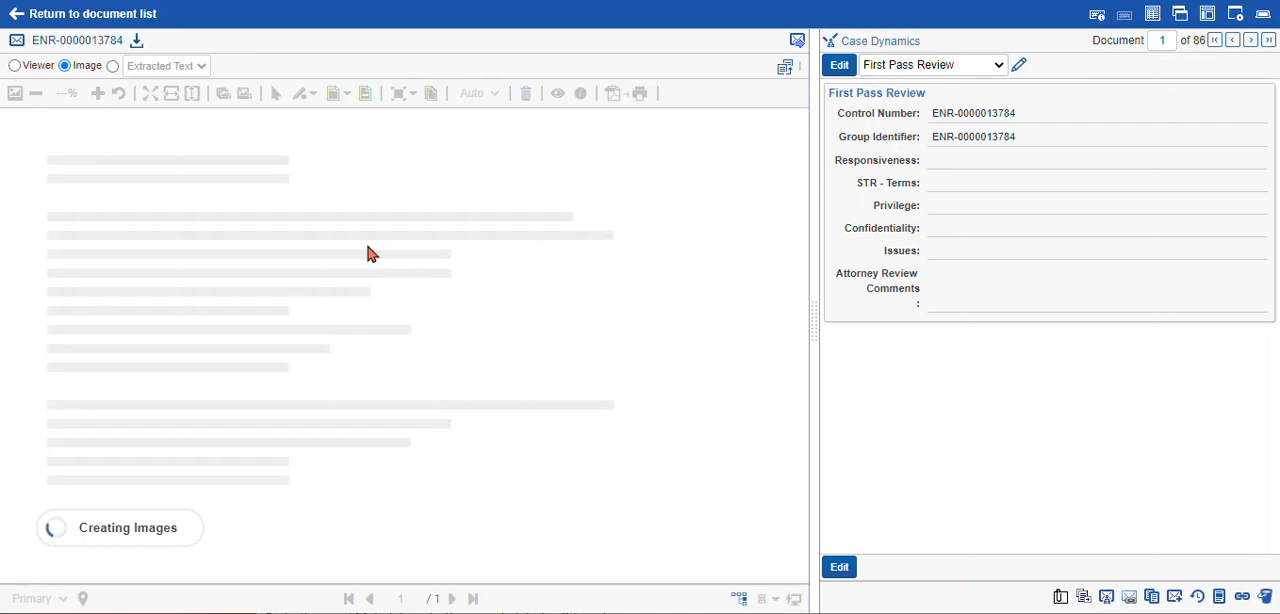 Return to document list
ENR-0000013784
Viewer Image Extracted Text
--% Auto
Creating Images
Primary 1 / 1
Case Dynamics Document 1 of 86
Edit First Pass Review
First Pass Review
Control Number: ENR-0000013784
Group Identifier: ENR-0000013784
Responsiveness:
STR - Terms:
Privilege:
Confidentiality:
Issues:
Attorney Review
Comments
:
Edit